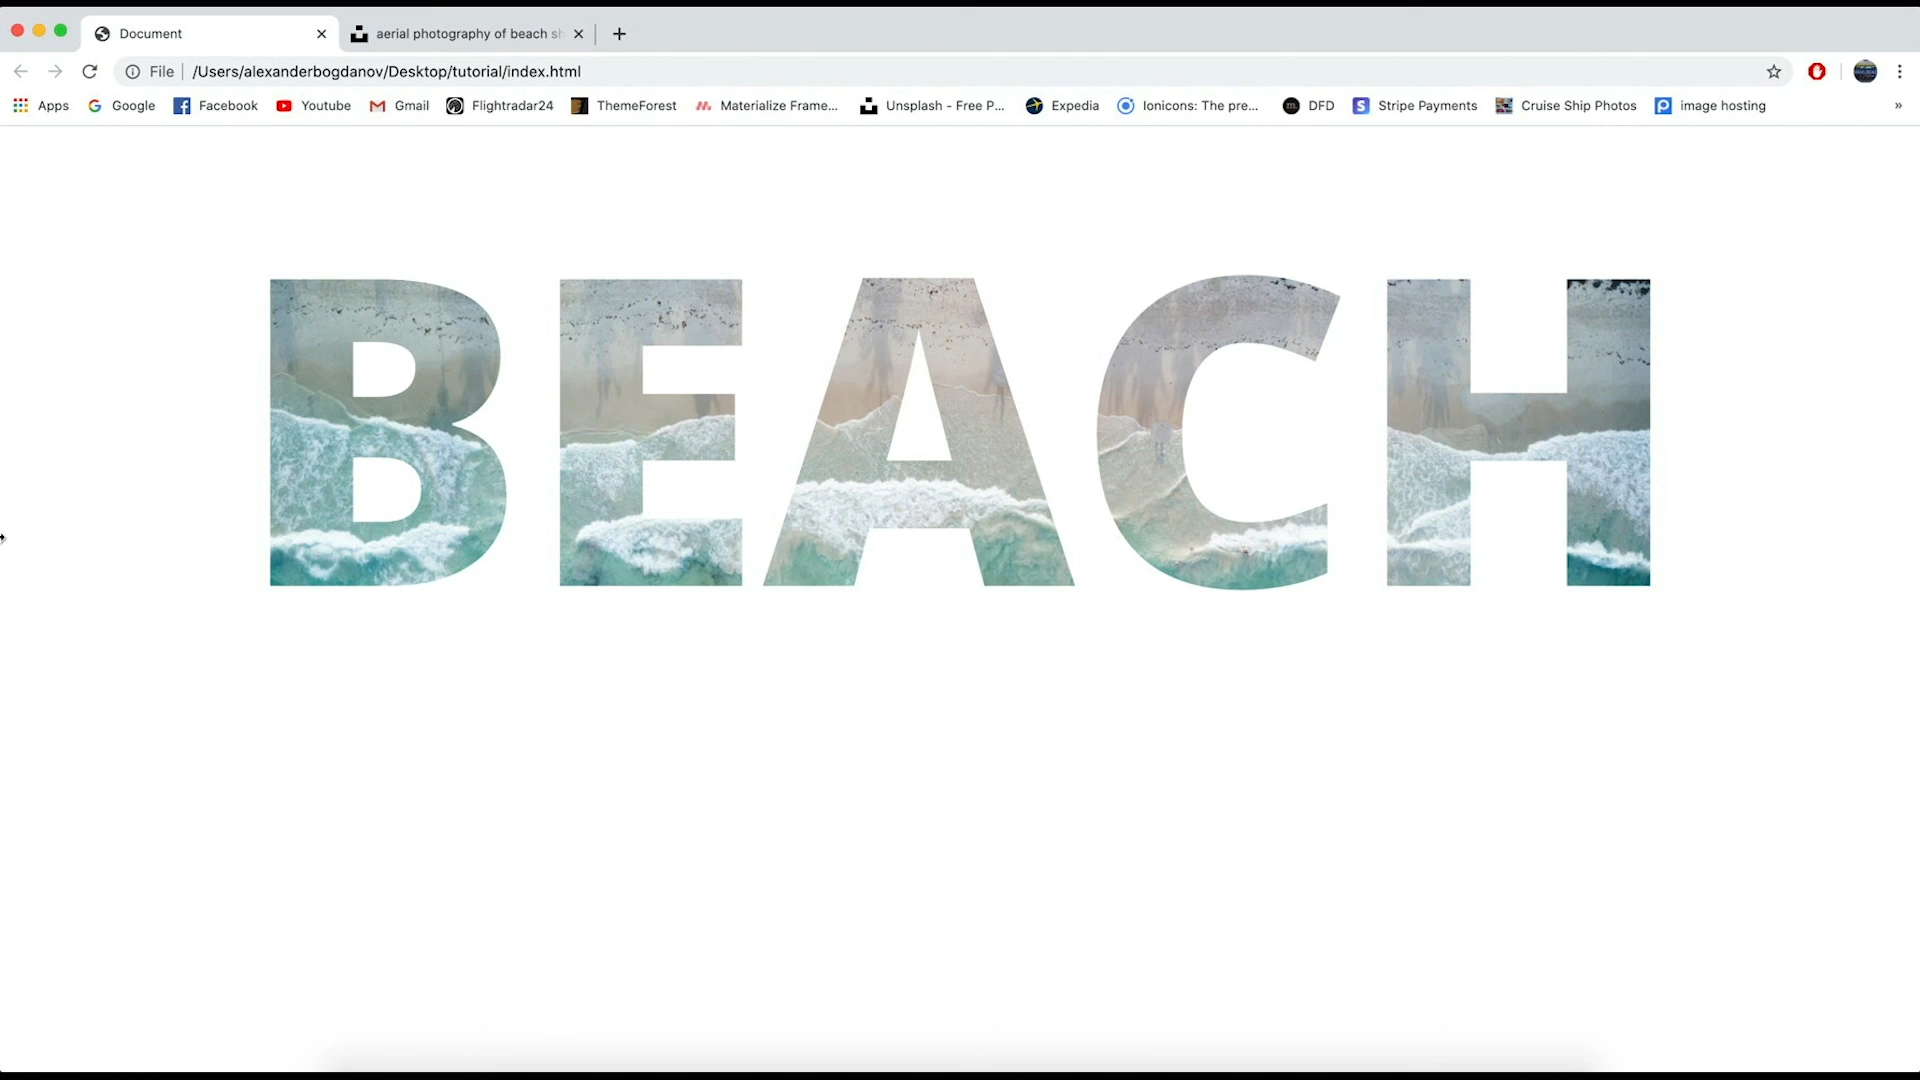 Document
aerial photography of beach sh
File /Users/alexanderbogdanov/Desktop/tutorial/index.html
Apps Google Facebook Youtube Gmail Flightradar24 ThemeForest Materialize Frame... Unsplash - Free P... Expedia Ionicons: The pre... DFD Stripe Payments Cruise Ship Photos image hosting »
BEACH